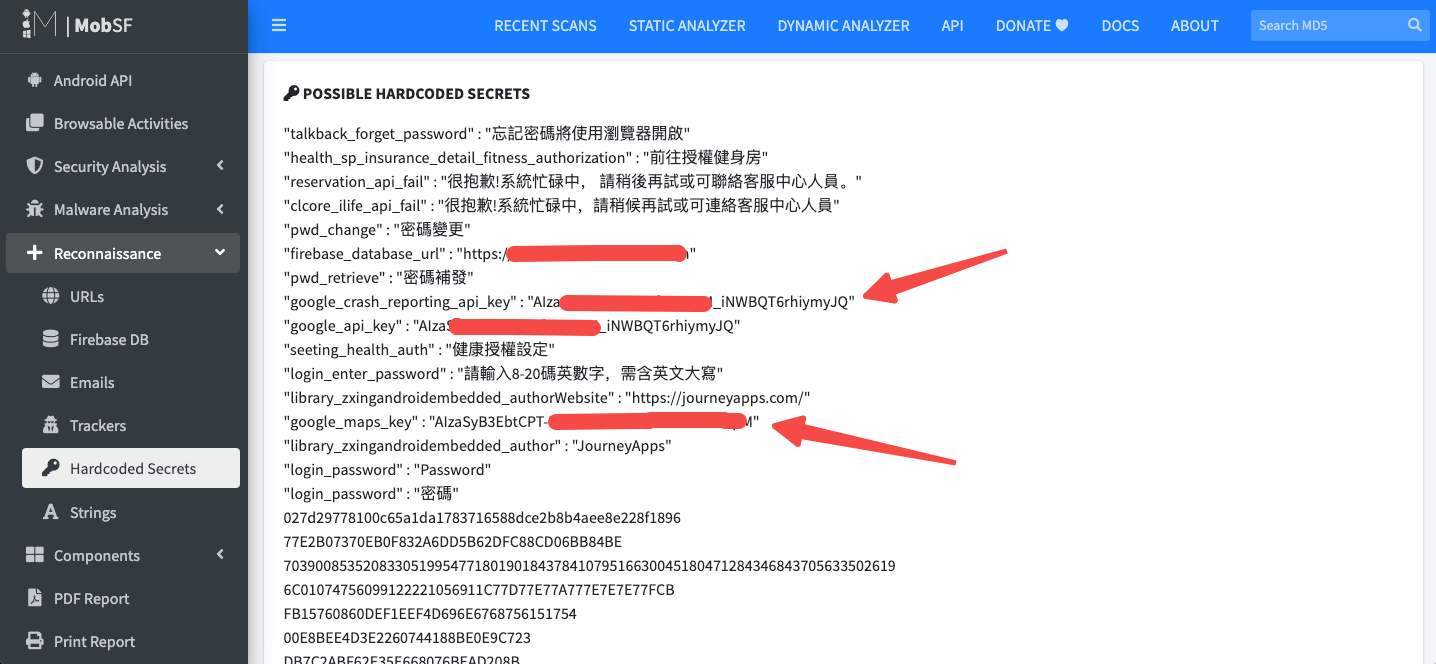 M | MobSF
RECENT SCANS STATIC ANALYZER DYNAMIC ANALYZER API DONATE DOCS ABOUT Search MD5
Android API
Browsable Activities
Security Analysis
Malware Analysis
Reconnaissance
URLs
Firebase DB
Emails
Trackers
Hardcoded Secrets
Strings
Components
PDF Report
Print Report
POSSIBLE HARDCODED SECRETS
"talkback_forget_password" : "忘記密碼將使用瀏覽器開啟"
"health_sp_insurance_detail_fitness_authorization" : "前往授權健身房"
"reservation_api_fail" : "很抱歉!系統忙碌中， 請稍後再試或可聯絡客服中心人員。"
"clcore_ilife_api_fail" : "很抱歉!系統忙碌中，請稍候再試或可連絡客服中心人員"
"pwd_change" : "密碼變更"
"firebase_database_url" : "https:/ "
"pwd_retrieve" : "密碼補發"
"google_crash_reporting_api_key" : "AIza _iNWBQT6rhiymyJQ"
"google_api_key" : "AIzaS _iNWBQT6rhiymyJQ"
"seeting_health_auth" : "健康授權設定"
"login_enter_password" : "請輸入8-20碼英數字，需含英文大寫"
"library_zxingandroidembedded_authorWebsite" : "https://journeyapps.com/"
"google_maps_key" : "AIzaSyB3EbtCPT- M"
"library_zxingandroidembedded_author" : "JourneyApps"
"login_password" : "Password"
"login_password" : "密碼"
027d29778100c65a1da1783716588dce2b8b4aee8e228f1896
77E2B07370EB0F832A6DD5B62DFC88CD06BB84BE
70390085352083305199547718019018437841079516630045180471284346843705633502619
6C01074756099122221056911C77D77E77A777E7E7E77FCB
FB15760860DEF1EEF4D696E6768756151754
00E8BEE4D3E2260744188BE0E9C723
DB7C2ABF62E35E668076BEAD208B